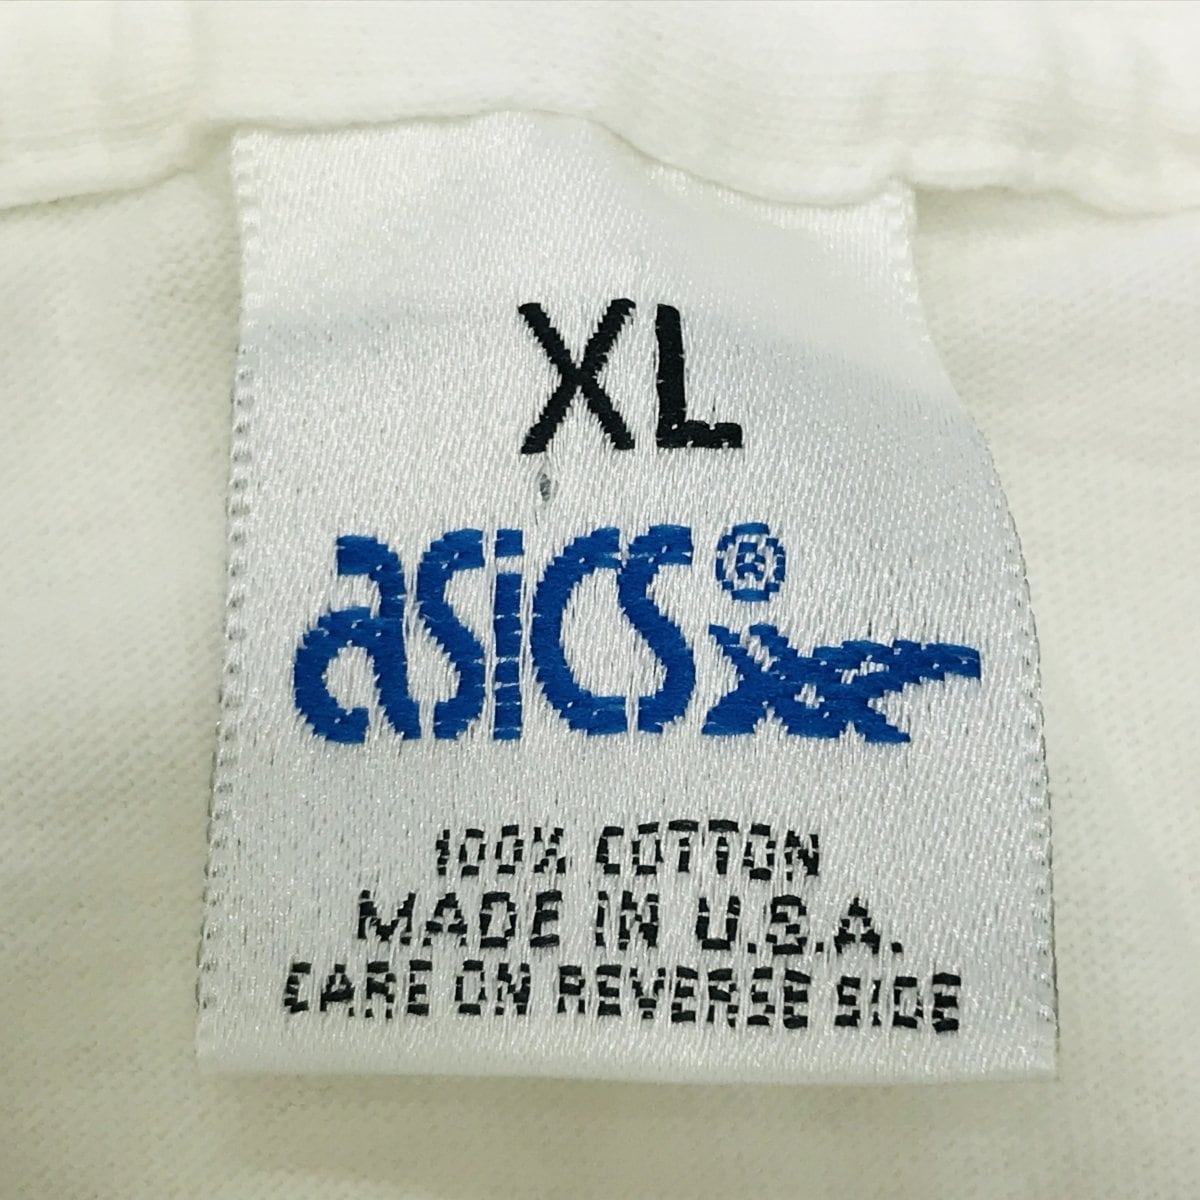 XL
asics®
100% COTTON
MADE IN U.S.A.
CARE ON REVERSE SIDE